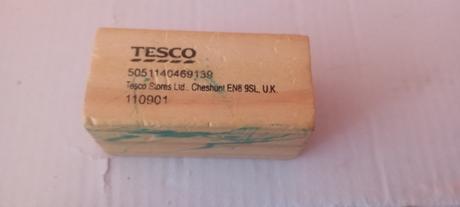 TESCO
5051140469139
Tesco Stores Ltd., Cheshunt EN8 9SL, U.K.
110901